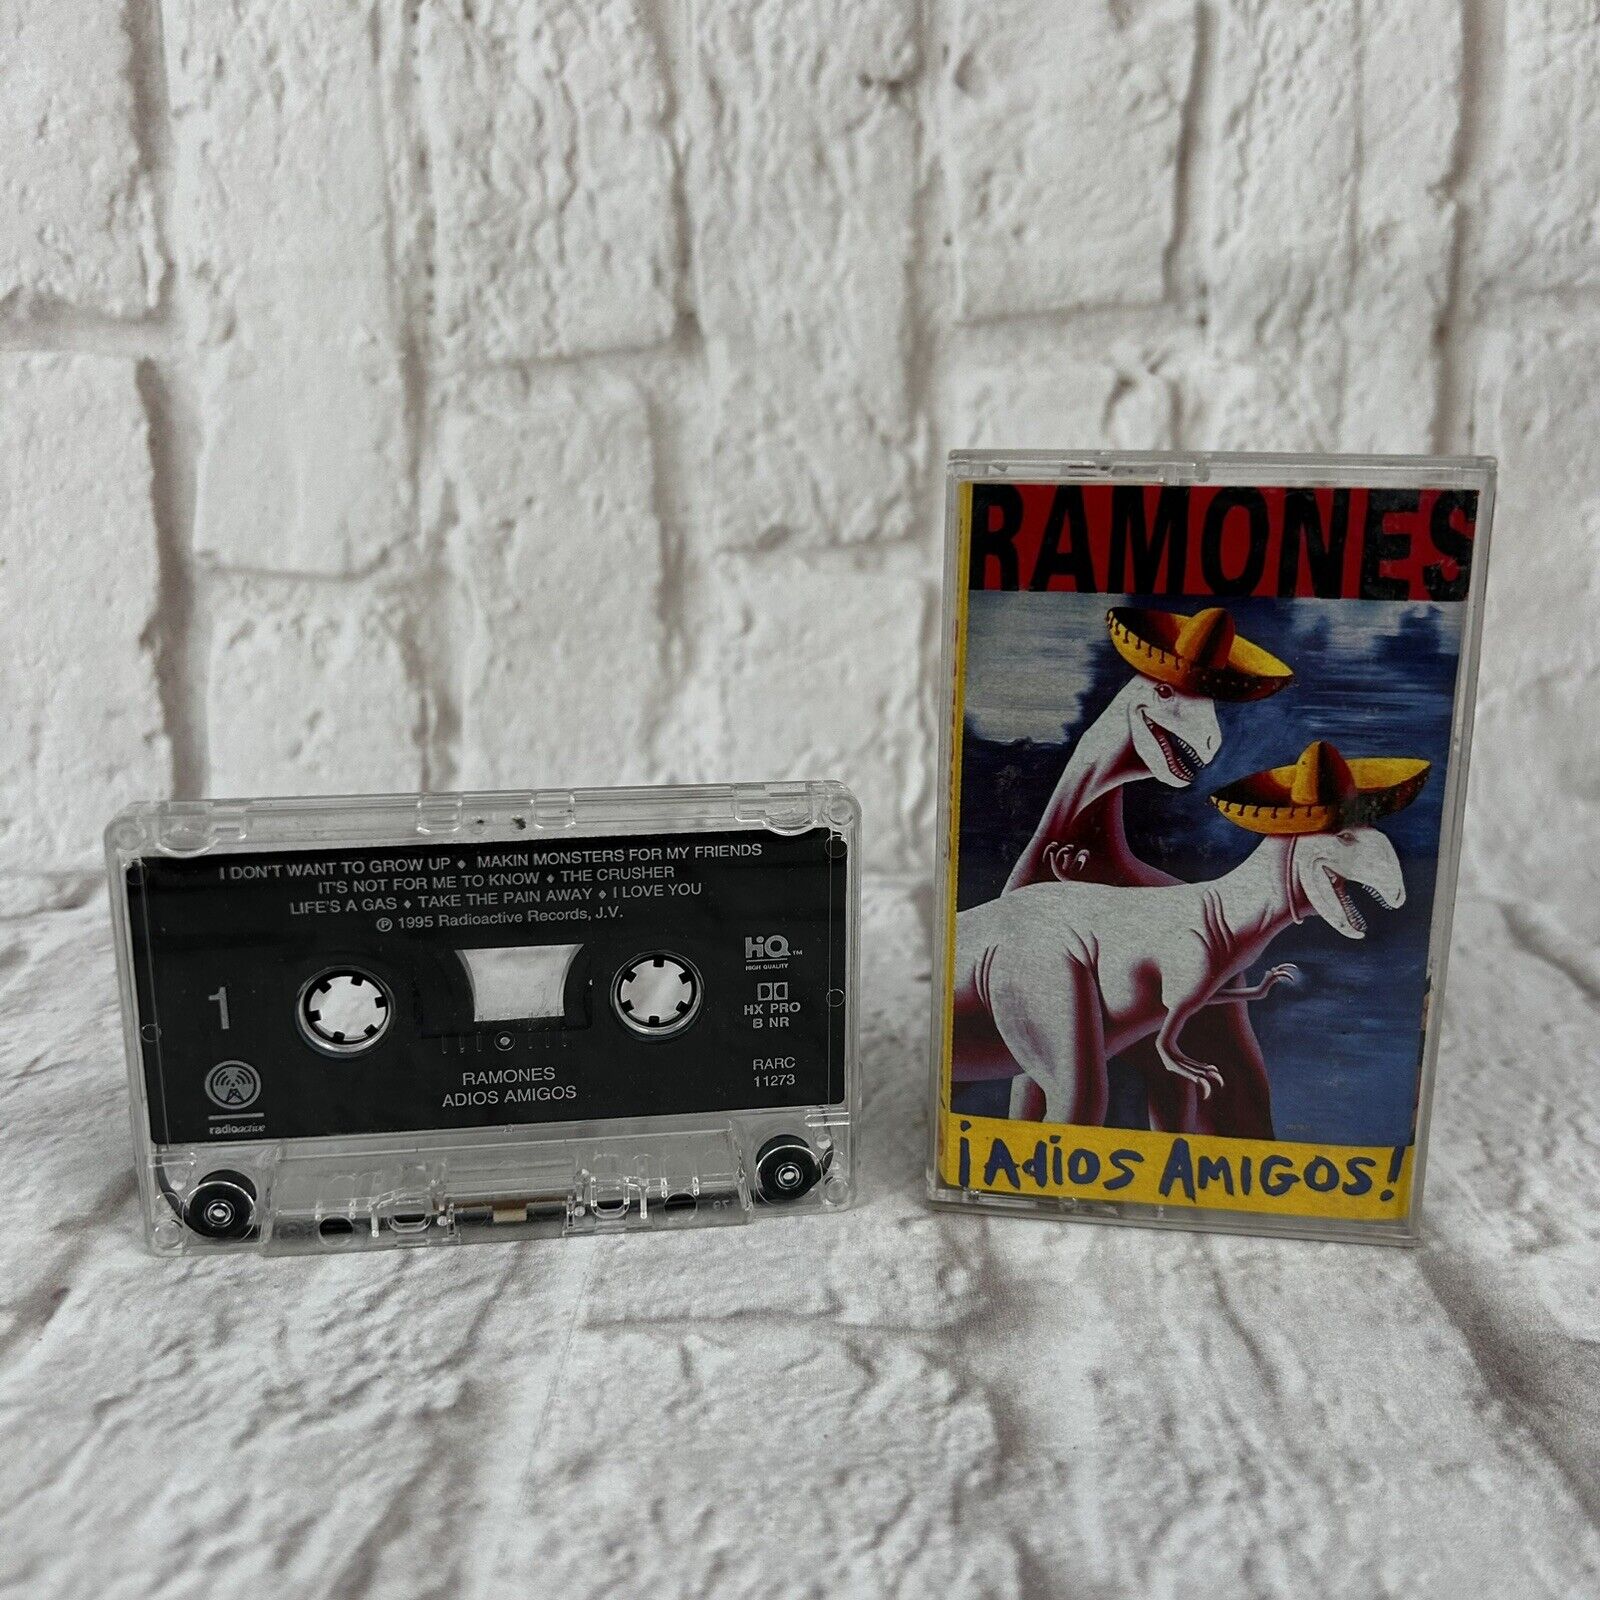 I DON'T WANT TO GROW UP ♦ MAKIN MONSTERS FOR MY FRIENDS
IT'S NOT FOR ME TO KNOW ♦ THE CRUSHER
LIFE'S A GAS ♦ TAKE THE PAIN AWAY ♦ I LOVE YOU
℗ 1995 Radioactive Records, J.V.
HiQ™
HIGH QUALITY
1
HX PRO
B NR
radioactive
RAMONES
ADIOS AMIGOS
RARC
11273
RAMONES
¡ADiOS AMIGOS!